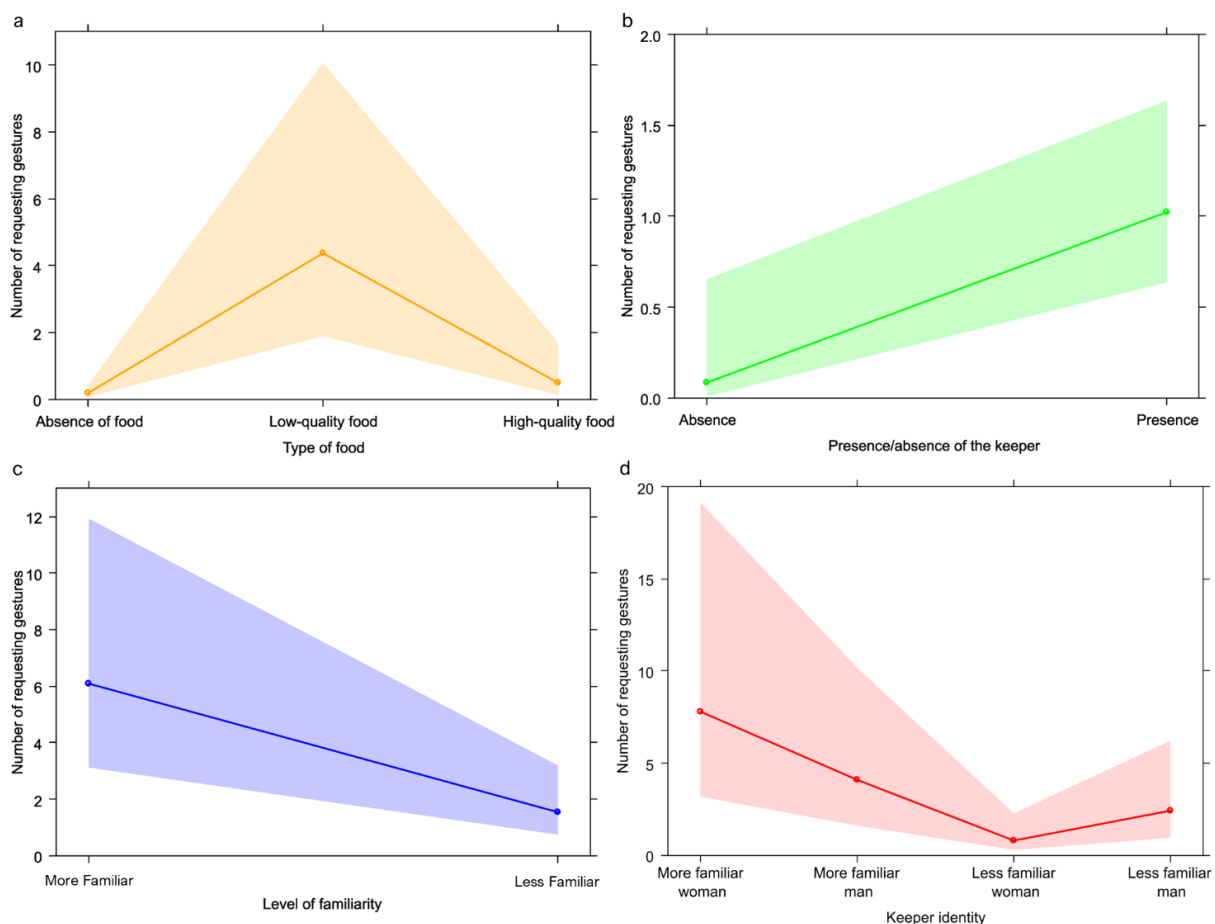 a
Number of requesting gestures
10
8
6
4
2
0
Absence of food
Low-quality food
High-quality food
Type of food
b
Number of requesting gestures
2.0
1.5
1.0
0.5
0.0
Absence
Presence
Presence/absence of the keeper
c
Number of requesting gestures
12
10
8
6
4
2
0
More Familiar
Less Familiar
Level of familiarity
d
Number of requesting gestures
20
15
10
5
0
More familiar
woman
More familiar
man
Less familiar
woman
Less familiar
man
Keeper identity